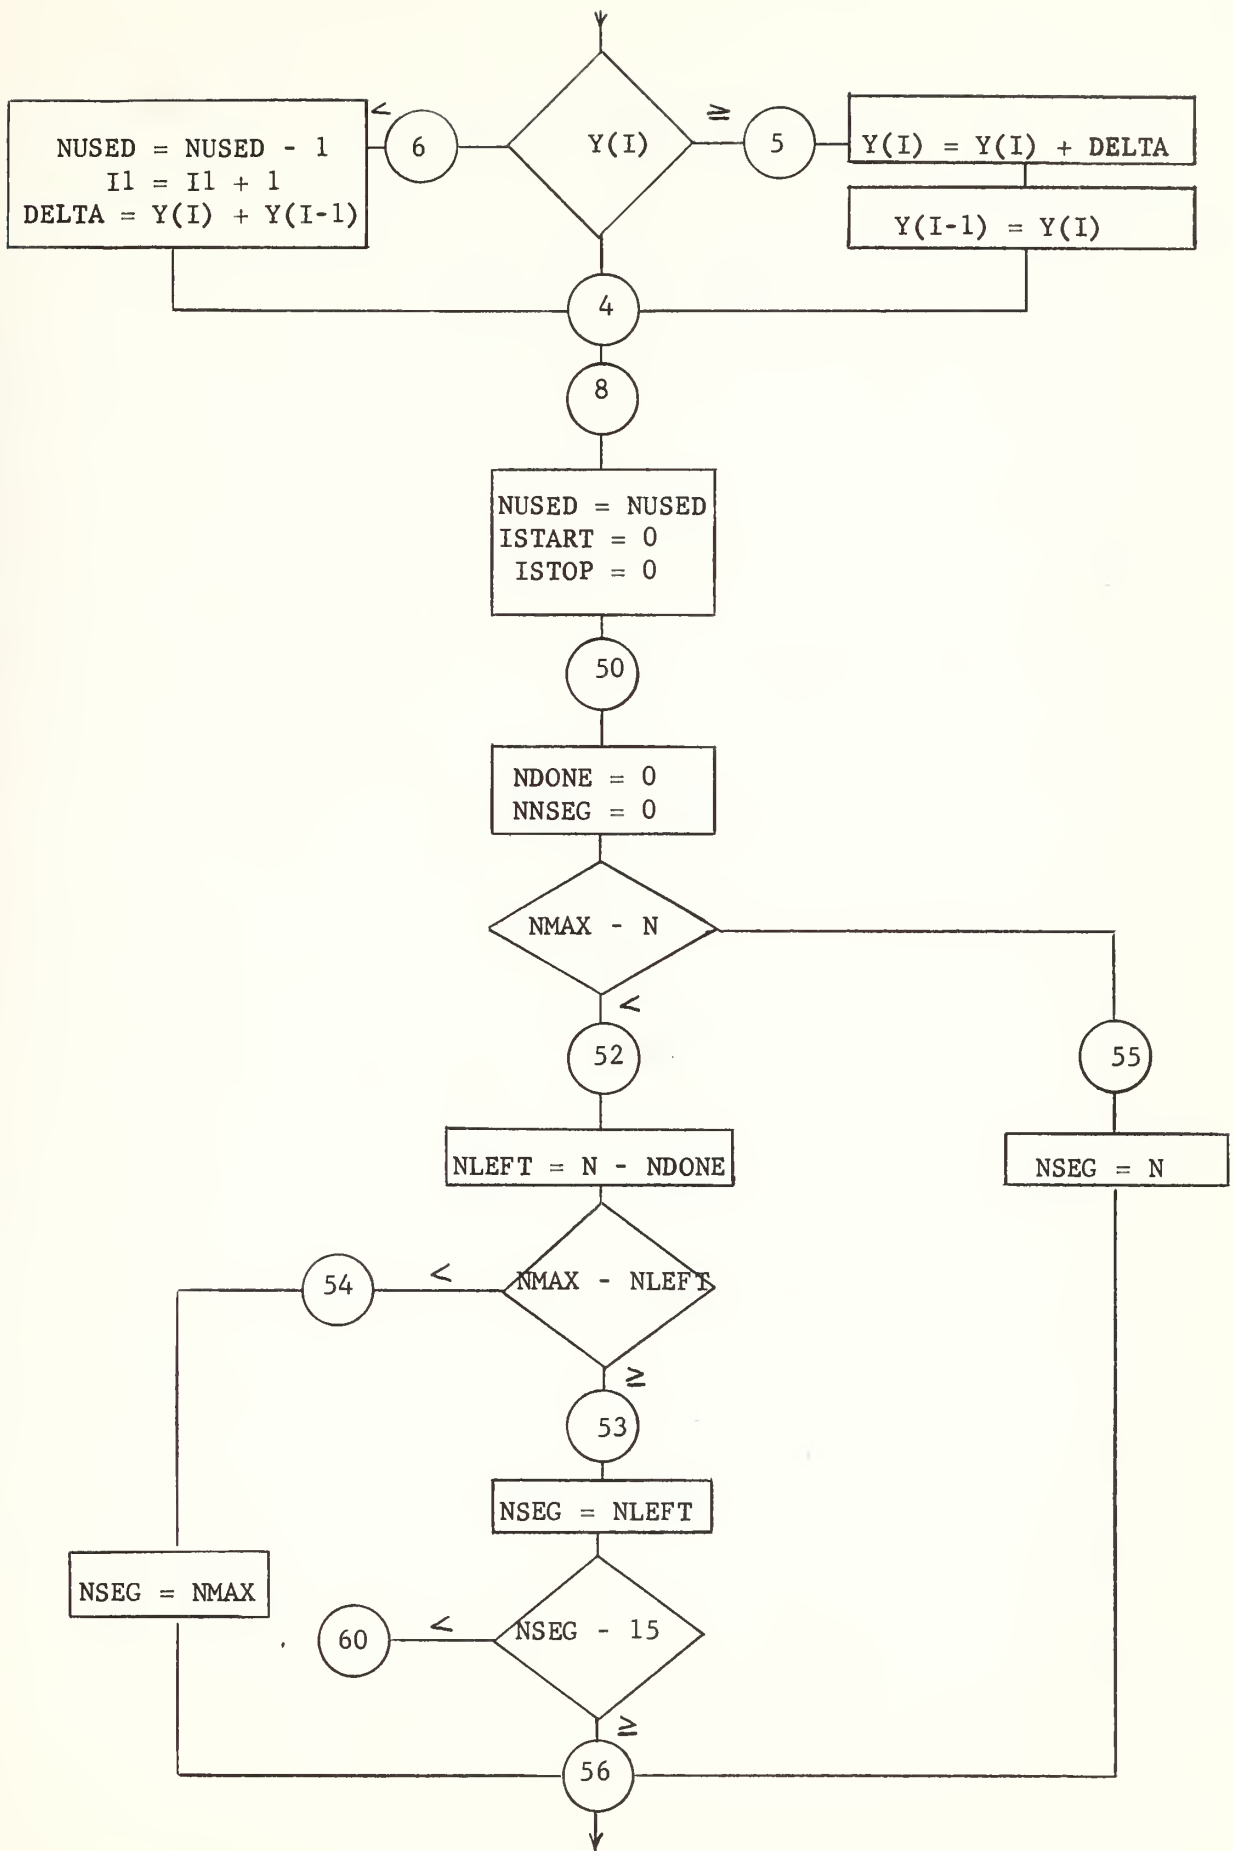 <
6
NUSED = NUSED - 1
I1 = I1 + 1
DELTA = Y(I) + Y(I-1)
Y(I)
≧
5
Y(I) = Y(I) + DELTA
Y(I-1) = Y(I)
4
8
NUSED = NUSED
ISTART = 0
ISTOP = 0
50
NDONE = 0
NNSEG = 0
NMAX - N
<
52
55
NLEFT = N - NDONE
NSEG = N
54
<
NMAX - NLEFT
≧
53
NSEG = NLEFT
NSEG = NMAX
60
<
NSEG - 15
≧
56